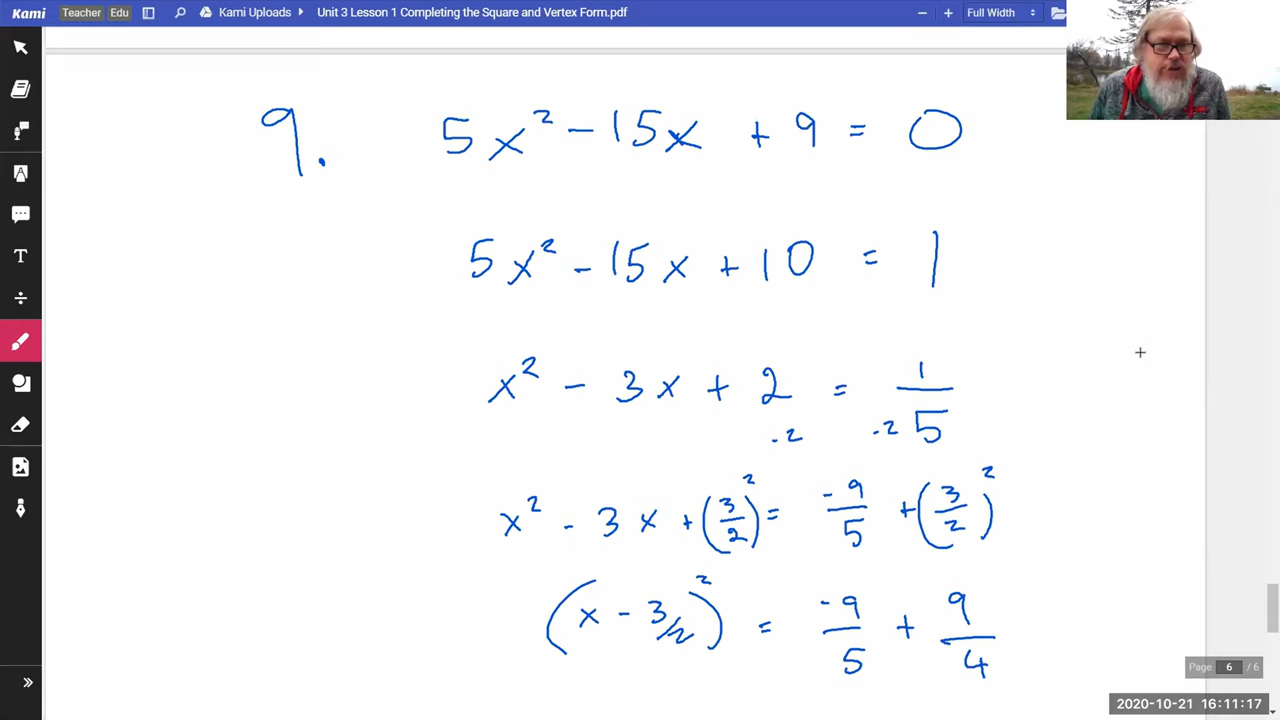 Kami Teacher Edu Kami Uploads Unit 3 Lesson 1 Completing the Square and Vertex Form.pdf Full Width
9. 5x² - 15x + 9 = 0
5x² - 15x + 10 = 1
x² - 3x + 2 = 1/5
-2 -2
x² - 3x + (3/2)² = -9/5 + (3/2)²
(x - 3/2)² = -9/5 + 9/4
Page 6 / 6
2020-10-21 16:11:17